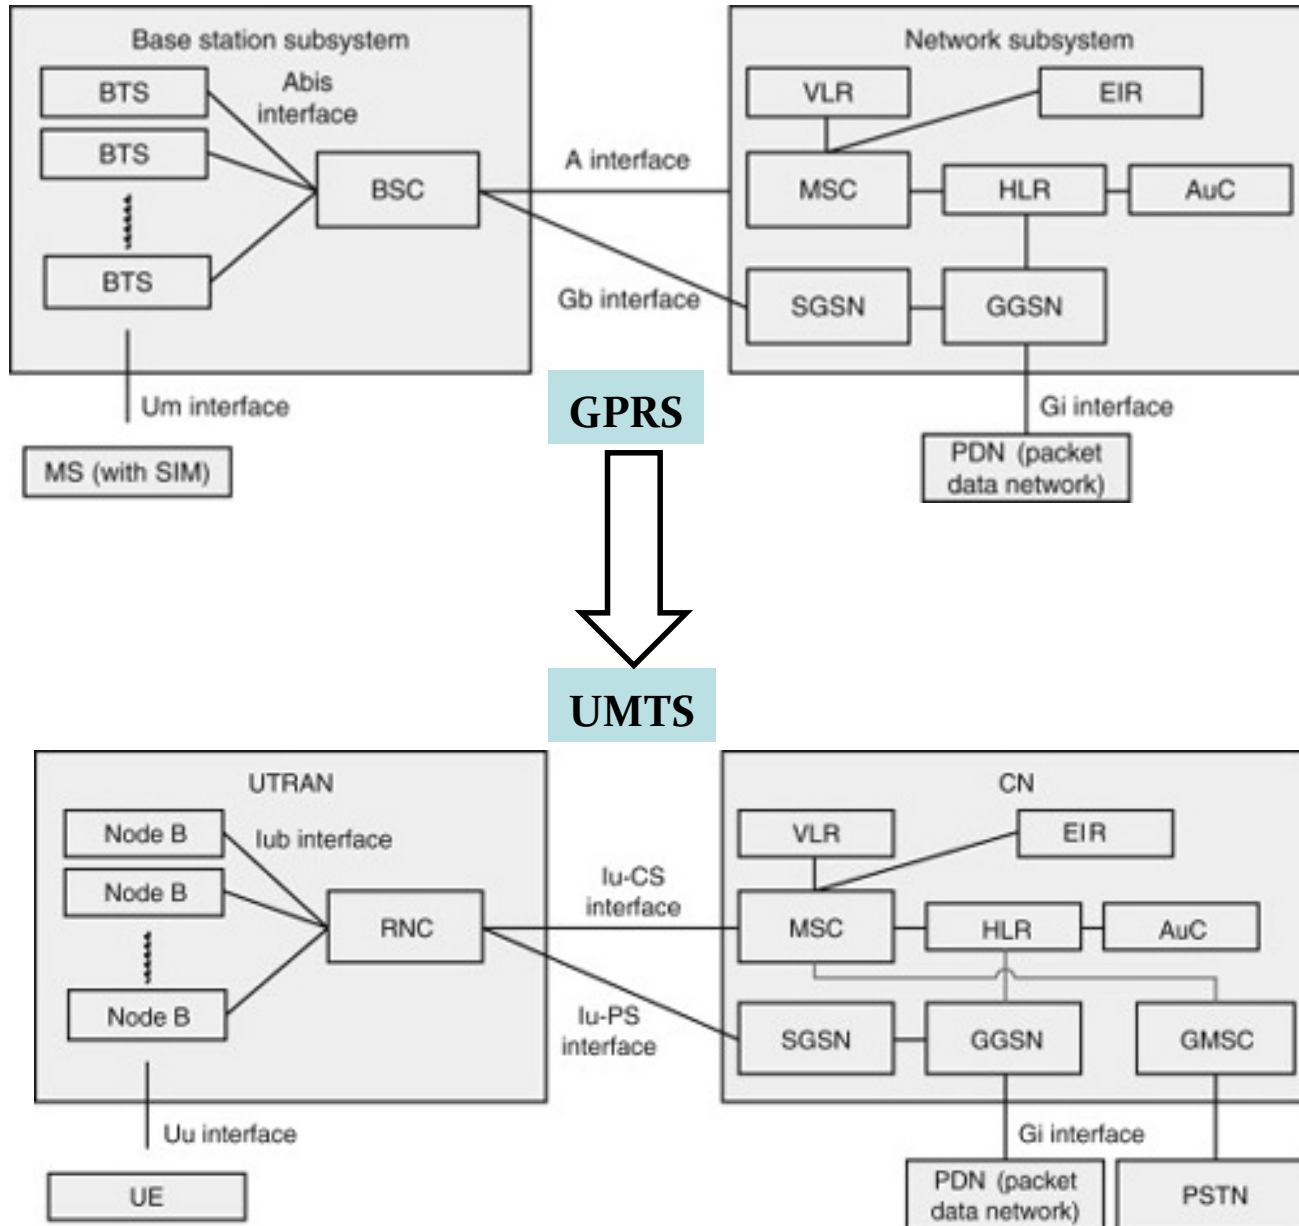 Base station subsystem
BTS
Abis
interface
BTS
BSC
BTS
Um interface
MS (with SIM)
A interface
Gb interface
Network subsystem
VLR
EIR
MSC
HLR
AuC
SGSN
GGSN
Gi interface
PDN (packet
data network)
GPRS
UMTS
UTRAN
Node B
Iub interface
Node B
RNC
Node B
Uu interface
UE
Iu-CS
interface
Iu-PS
interface
CN
VLR
EIR
MSC
HLR
AuC
SGSN
GGSN
GMSC
Gi interface
PDN (packet
data network)
PSTN